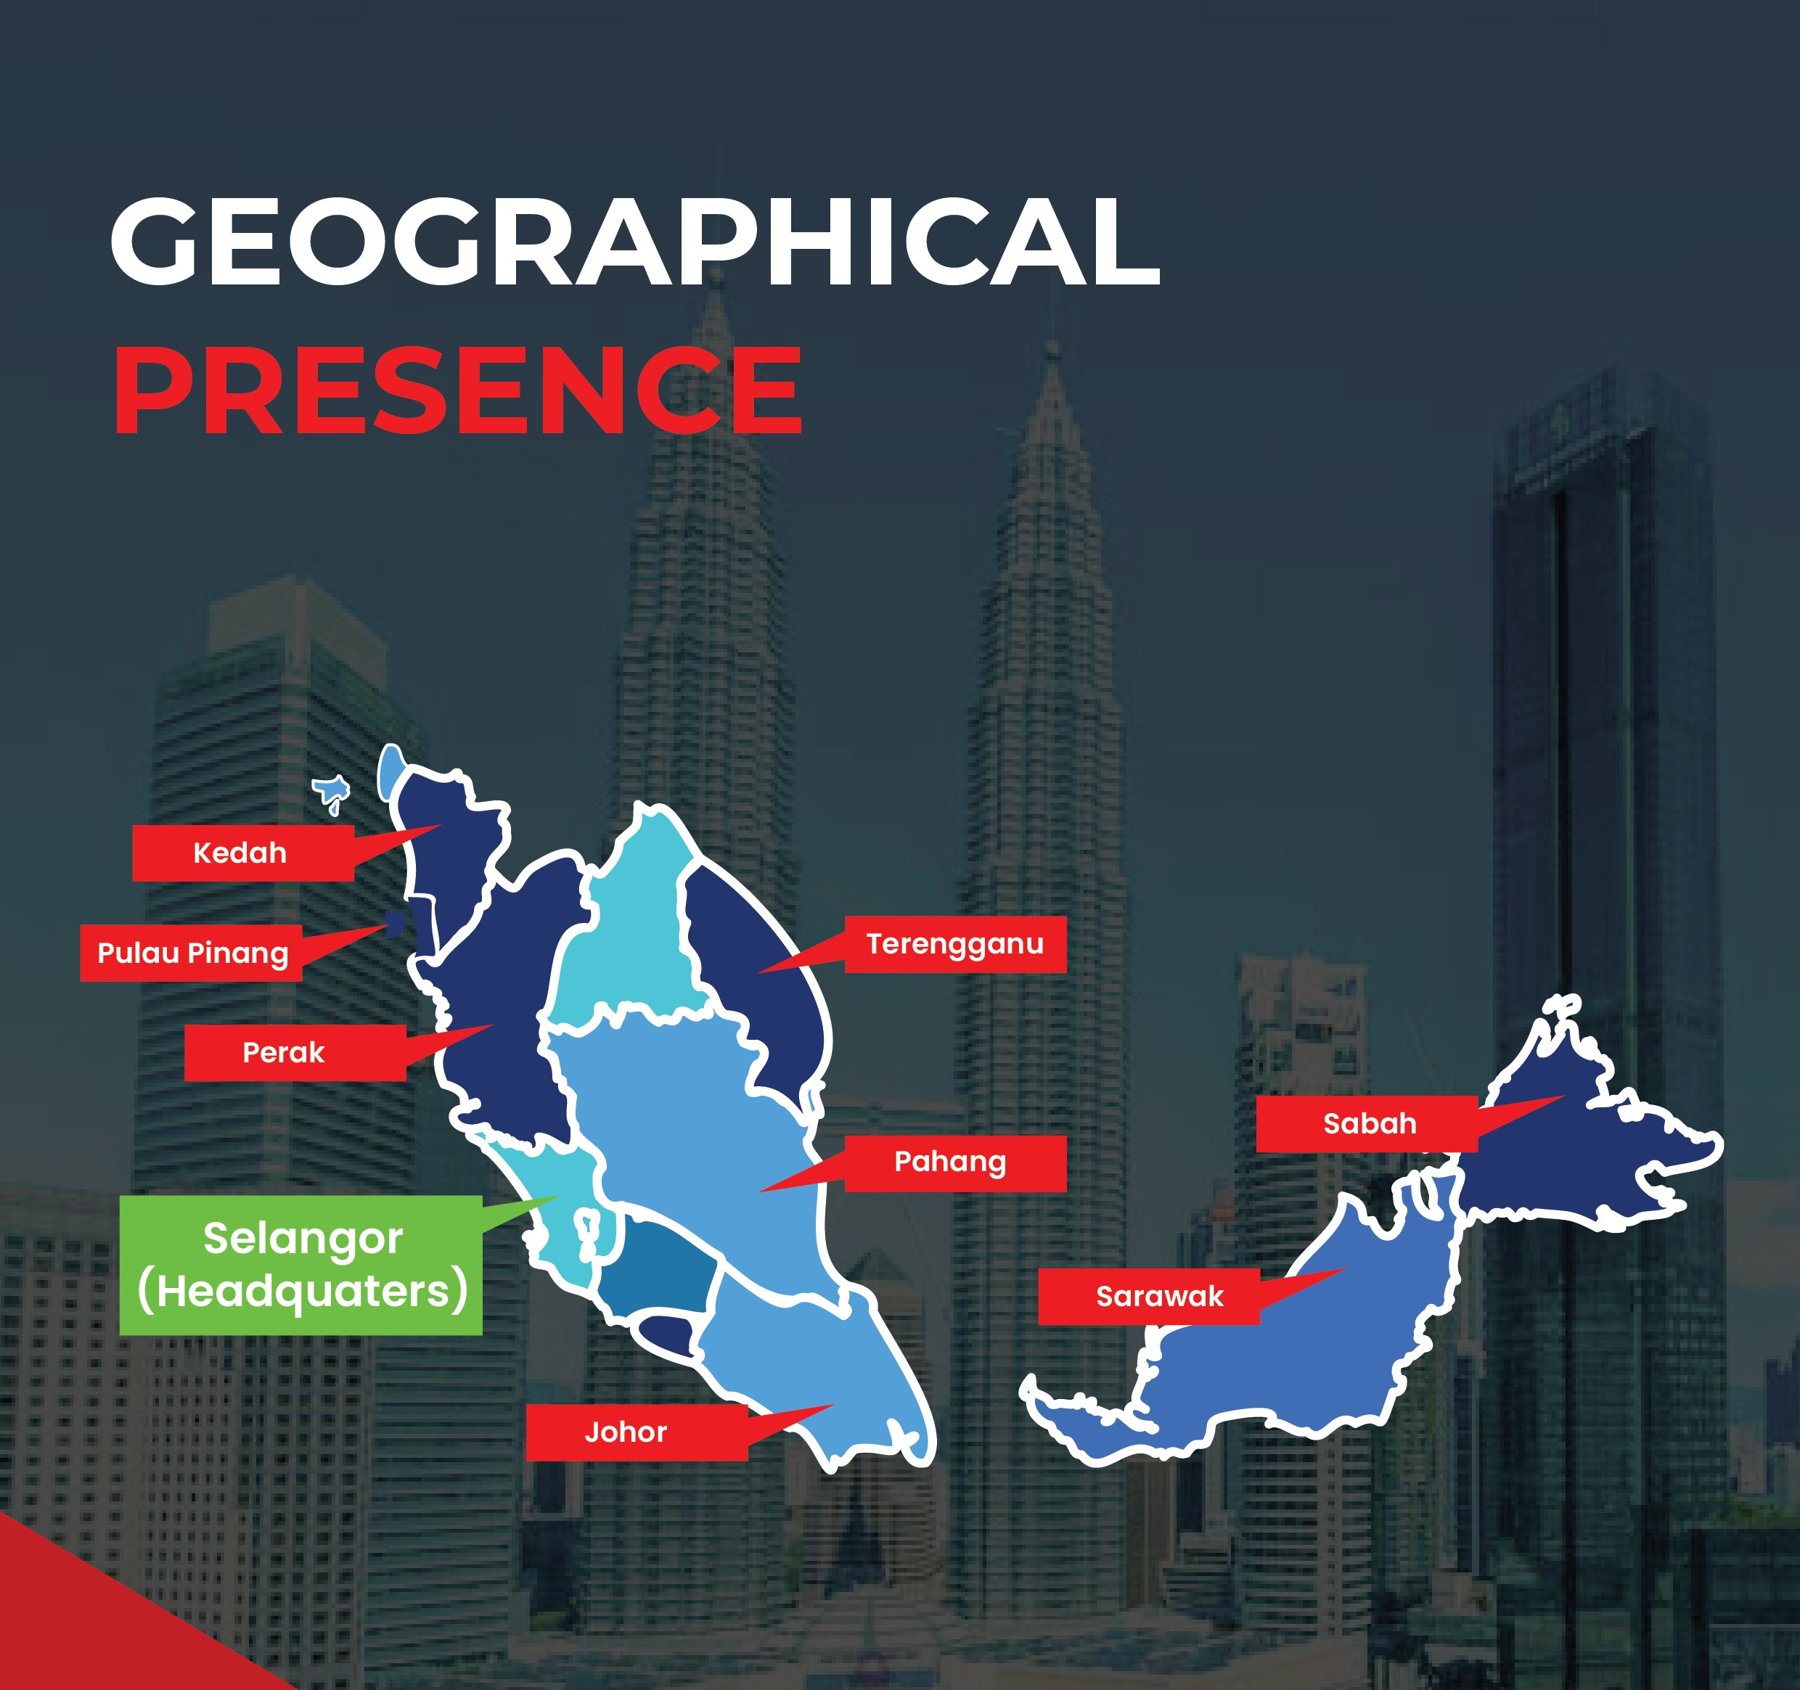 GEOGRAPHICAL
PRESENCE
Kedah
Pulau Pinang
Terengganu
Perak
Sabah
Pahang
Selangor
(Headquaters)
Sarawak
Johor